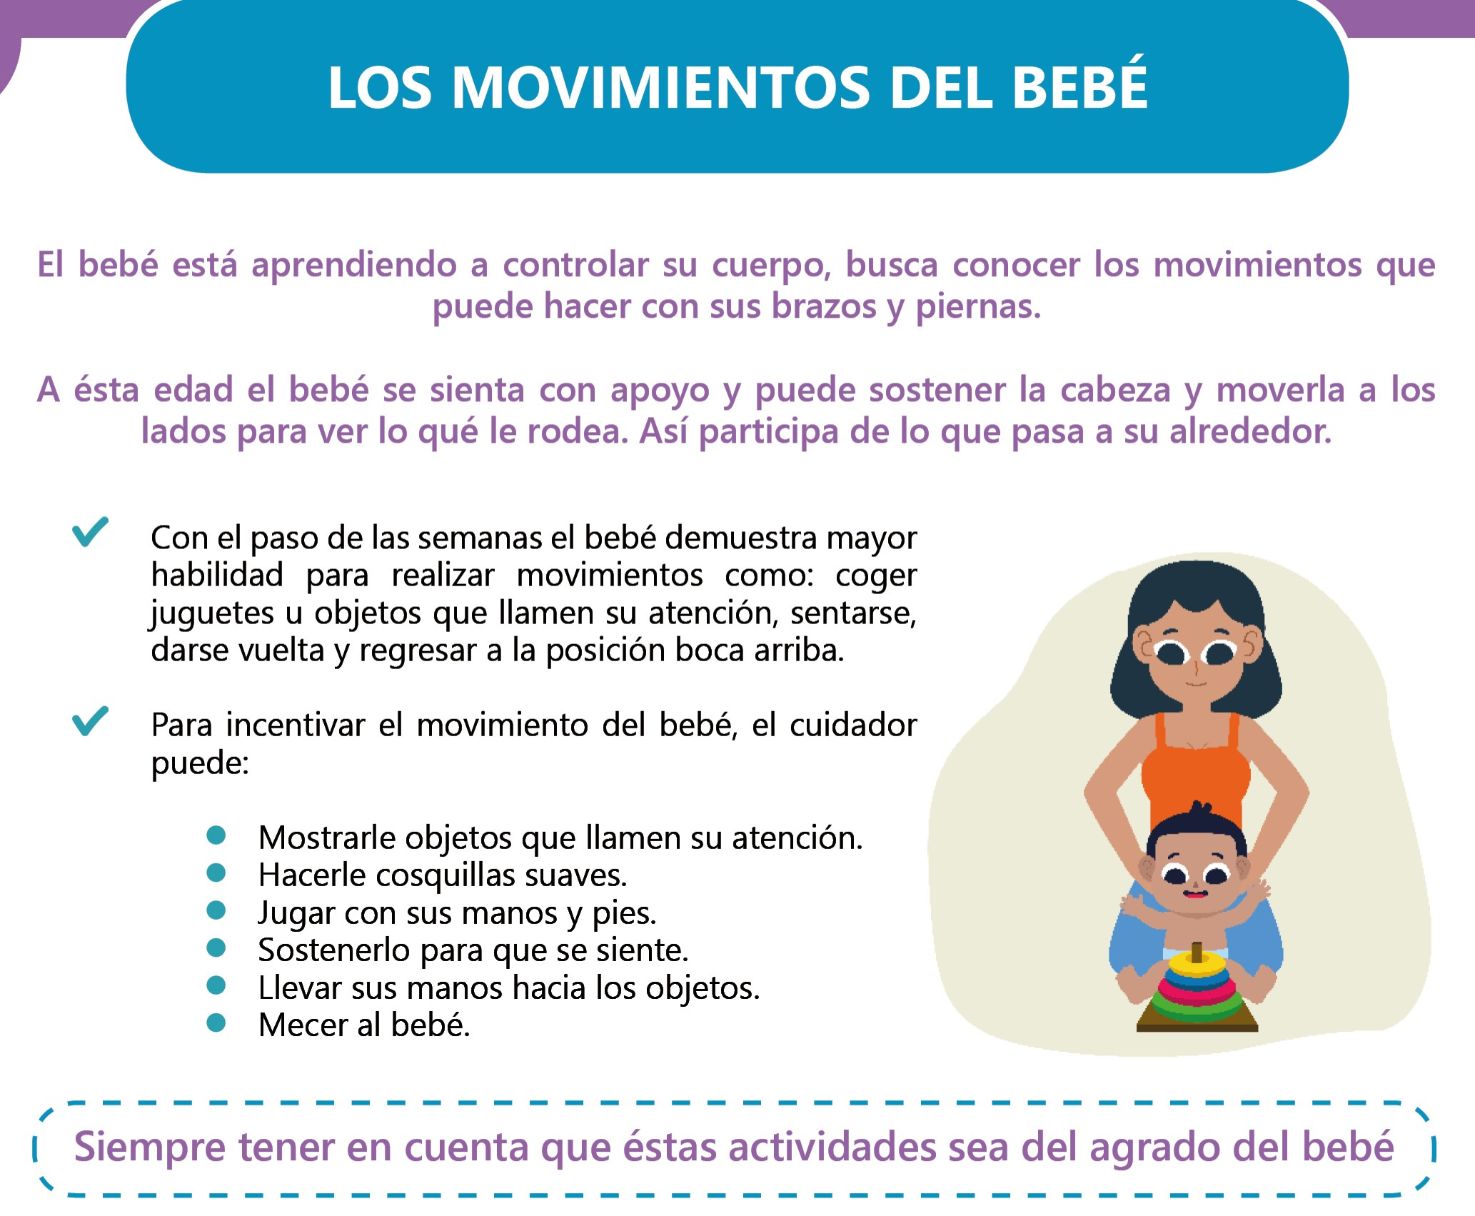 LOS MOVIMIENTOS DEL BEBÉ
El bebé está aprendiendo a controlar su cuerpo, busca conocer los movimientos que
puede hacer con sus brazos y piernas.
A ésta edad el bebé se sienta con apoyo y puede sostener la cabeza y moverla a los
lados para ver lo qué le rodea. Así participa de lo que pasa a su alrededor.
Con el paso de las semanas el bebé demuestra mayor
habilidad para realizar movimientos como: coger
juguetes u objetos que llamen su atención, sentarse,
darse vuelta y regresar a la posición boca arriba.
Para incentivar el movimiento del bebé, el cuidador
puede:
Mostrarle objetos que llamen su atención.
Hacerle cosquillas suaves.
Jugar con sus manos y pies.
Sostenerlo para que se siente.
Llevar sus manos hacia los objetos.
Mecer al bebé.
Siempre tener en cuenta que éstas actividades sea del agrado del bebé